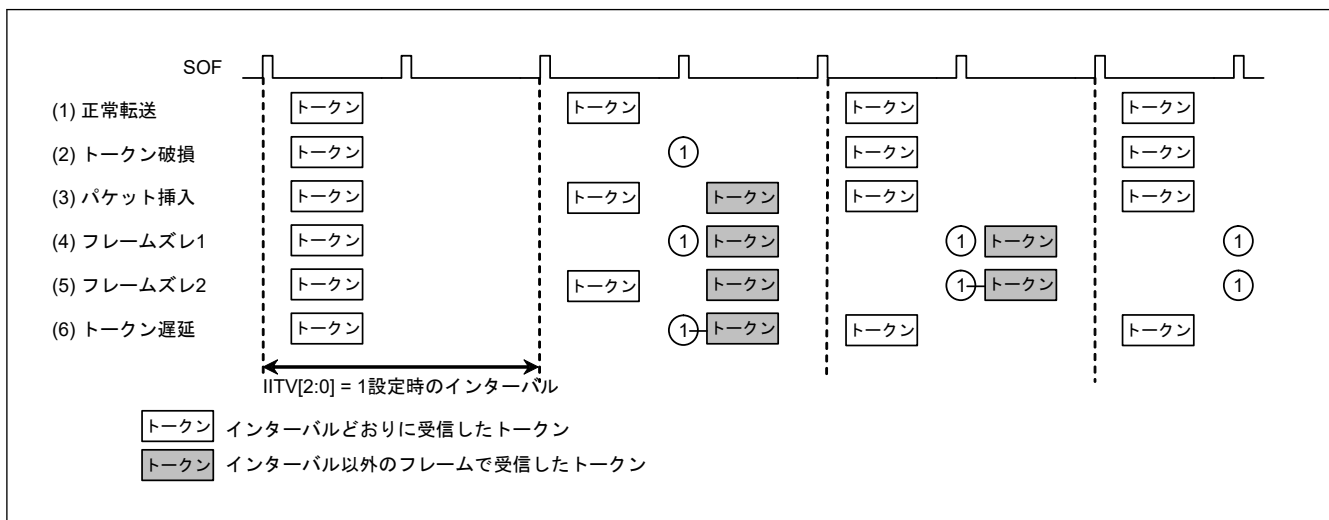 SOF
(1) 正常転送 トークン トークン トークン トークン
(2) トークン破損 トークン 1 トークン トークン
(3) パケット挿入 トークン トークン トークン トークン トークン
(4) フレームズレ1 トークン 1 トークン 1 トークン 1
(5) フレームズレ2 トークン トークン トークン 1 トークン 1
(6) トークン遅延 トークン 1 トークン トークン トークン
IITV[2:0] = 1設定時のインターバル
トークン インターバルどおりに受信したトークン
トークン インターバル以外のフレームで受信したトークン